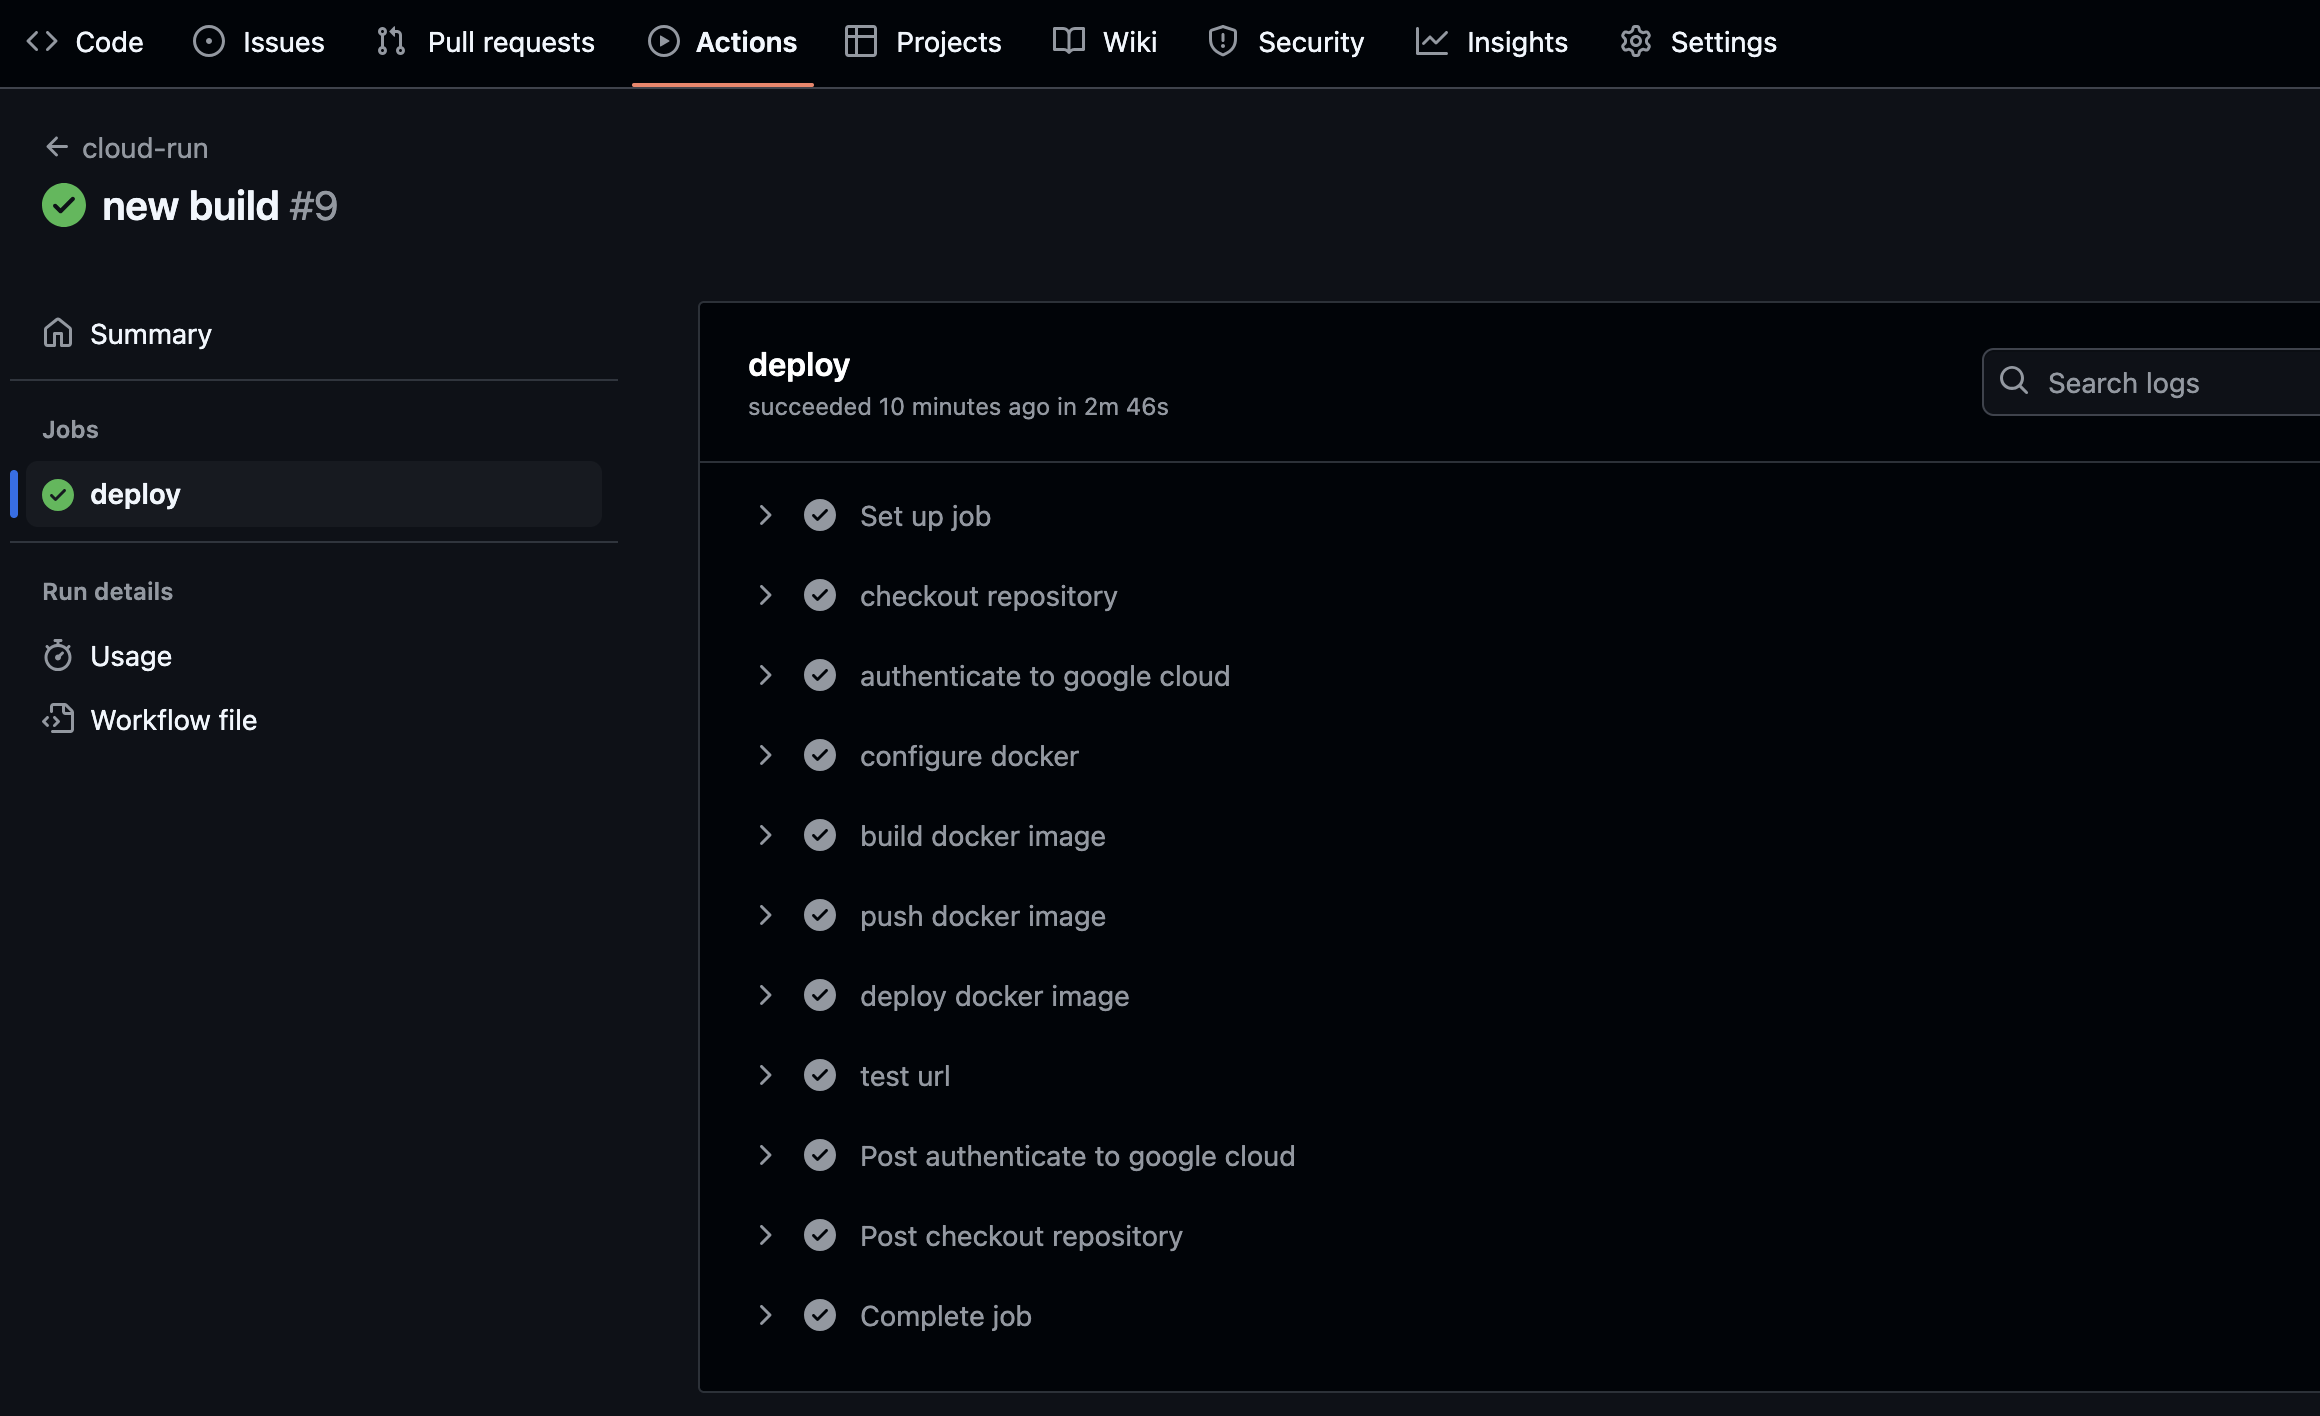 Code Issues Pull requests Actions Projects Wiki Security Insights Settings
cloud-run
new build #9
Summary
Jobs
deploy
Run details
Usage
Workflow file
deploy
succeeded 10 minutes ago in 2m 46s
Search logs
Set up job
checkout repository
authenticate to google cloud
configure docker
build docker image
push docker image
deploy docker image
test url
Post authenticate to google cloud
Post checkout repository
Complete job